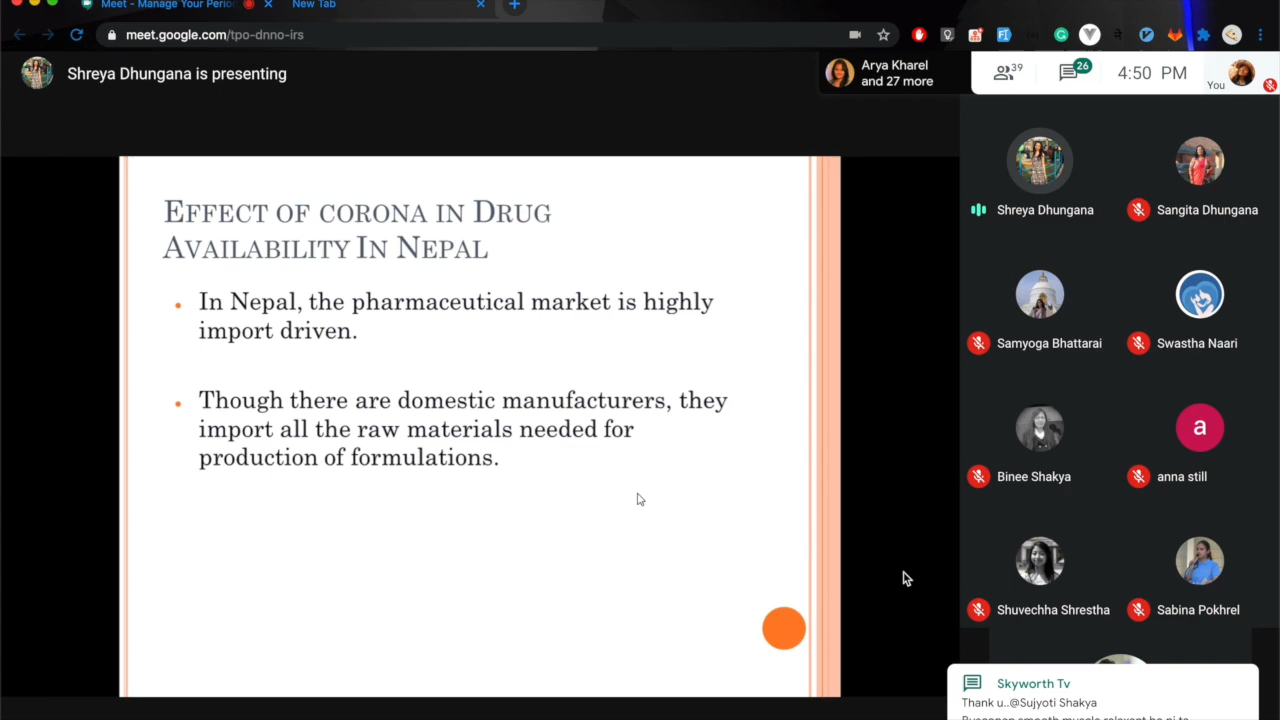 Meet - Manage Your Perio
New Tab
meet.google.com/tpo-dnno-irs
Shreya Dhungana is presenting
Arya Kharel
and 27 more
39
26
4:50 PM
You
EFFECT OF CORONA IN DRUG
AVAILABILITY IN NEPAL
• In Nepal, the pharmaceutical market is highly
import driven.
• Though there are domestic manufacturers, they
import all the raw materials needed for
production of formulations.
Shreya Dhungana
Sangita Dhungana
Samyoga Bhattarai
Swastha Naari
Binee Shakya
a
anna still
Shuvechha Shrestha
Sabina Pokhrel
Skyworth Tv
Thank u..@Sujyoti Shakya